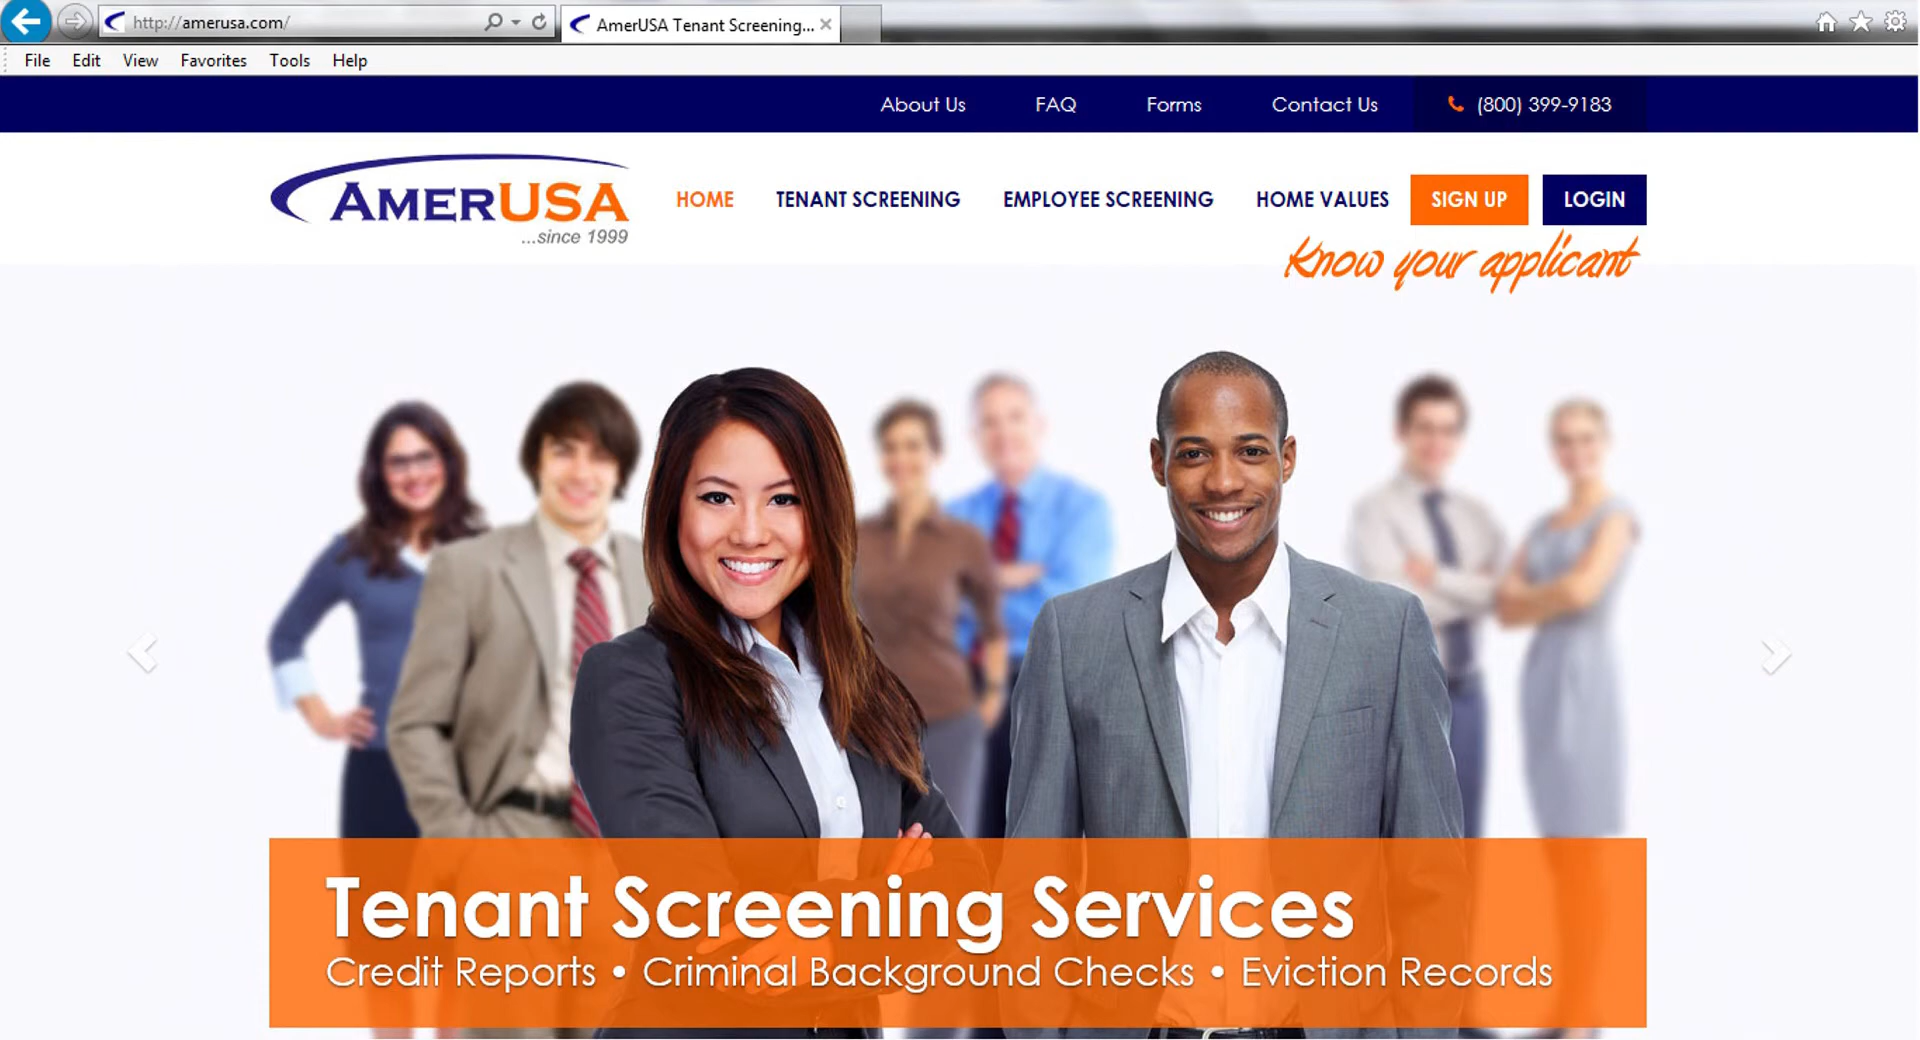 http://amerusa.com/
AmerUSA Tenant Screening...
File Edit View Favorites Tools Help
About Us FAQ Forms Contact Us (800) 399-9183
AMERUSA
...since 1999
HOME TENANT SCREENING EMPLOYEE SCREENING HOME VALUES SIGN UP LOGIN
Know your applicant
Tenant Screening Services
Credit Reports • Criminal Background Checks • Eviction Records